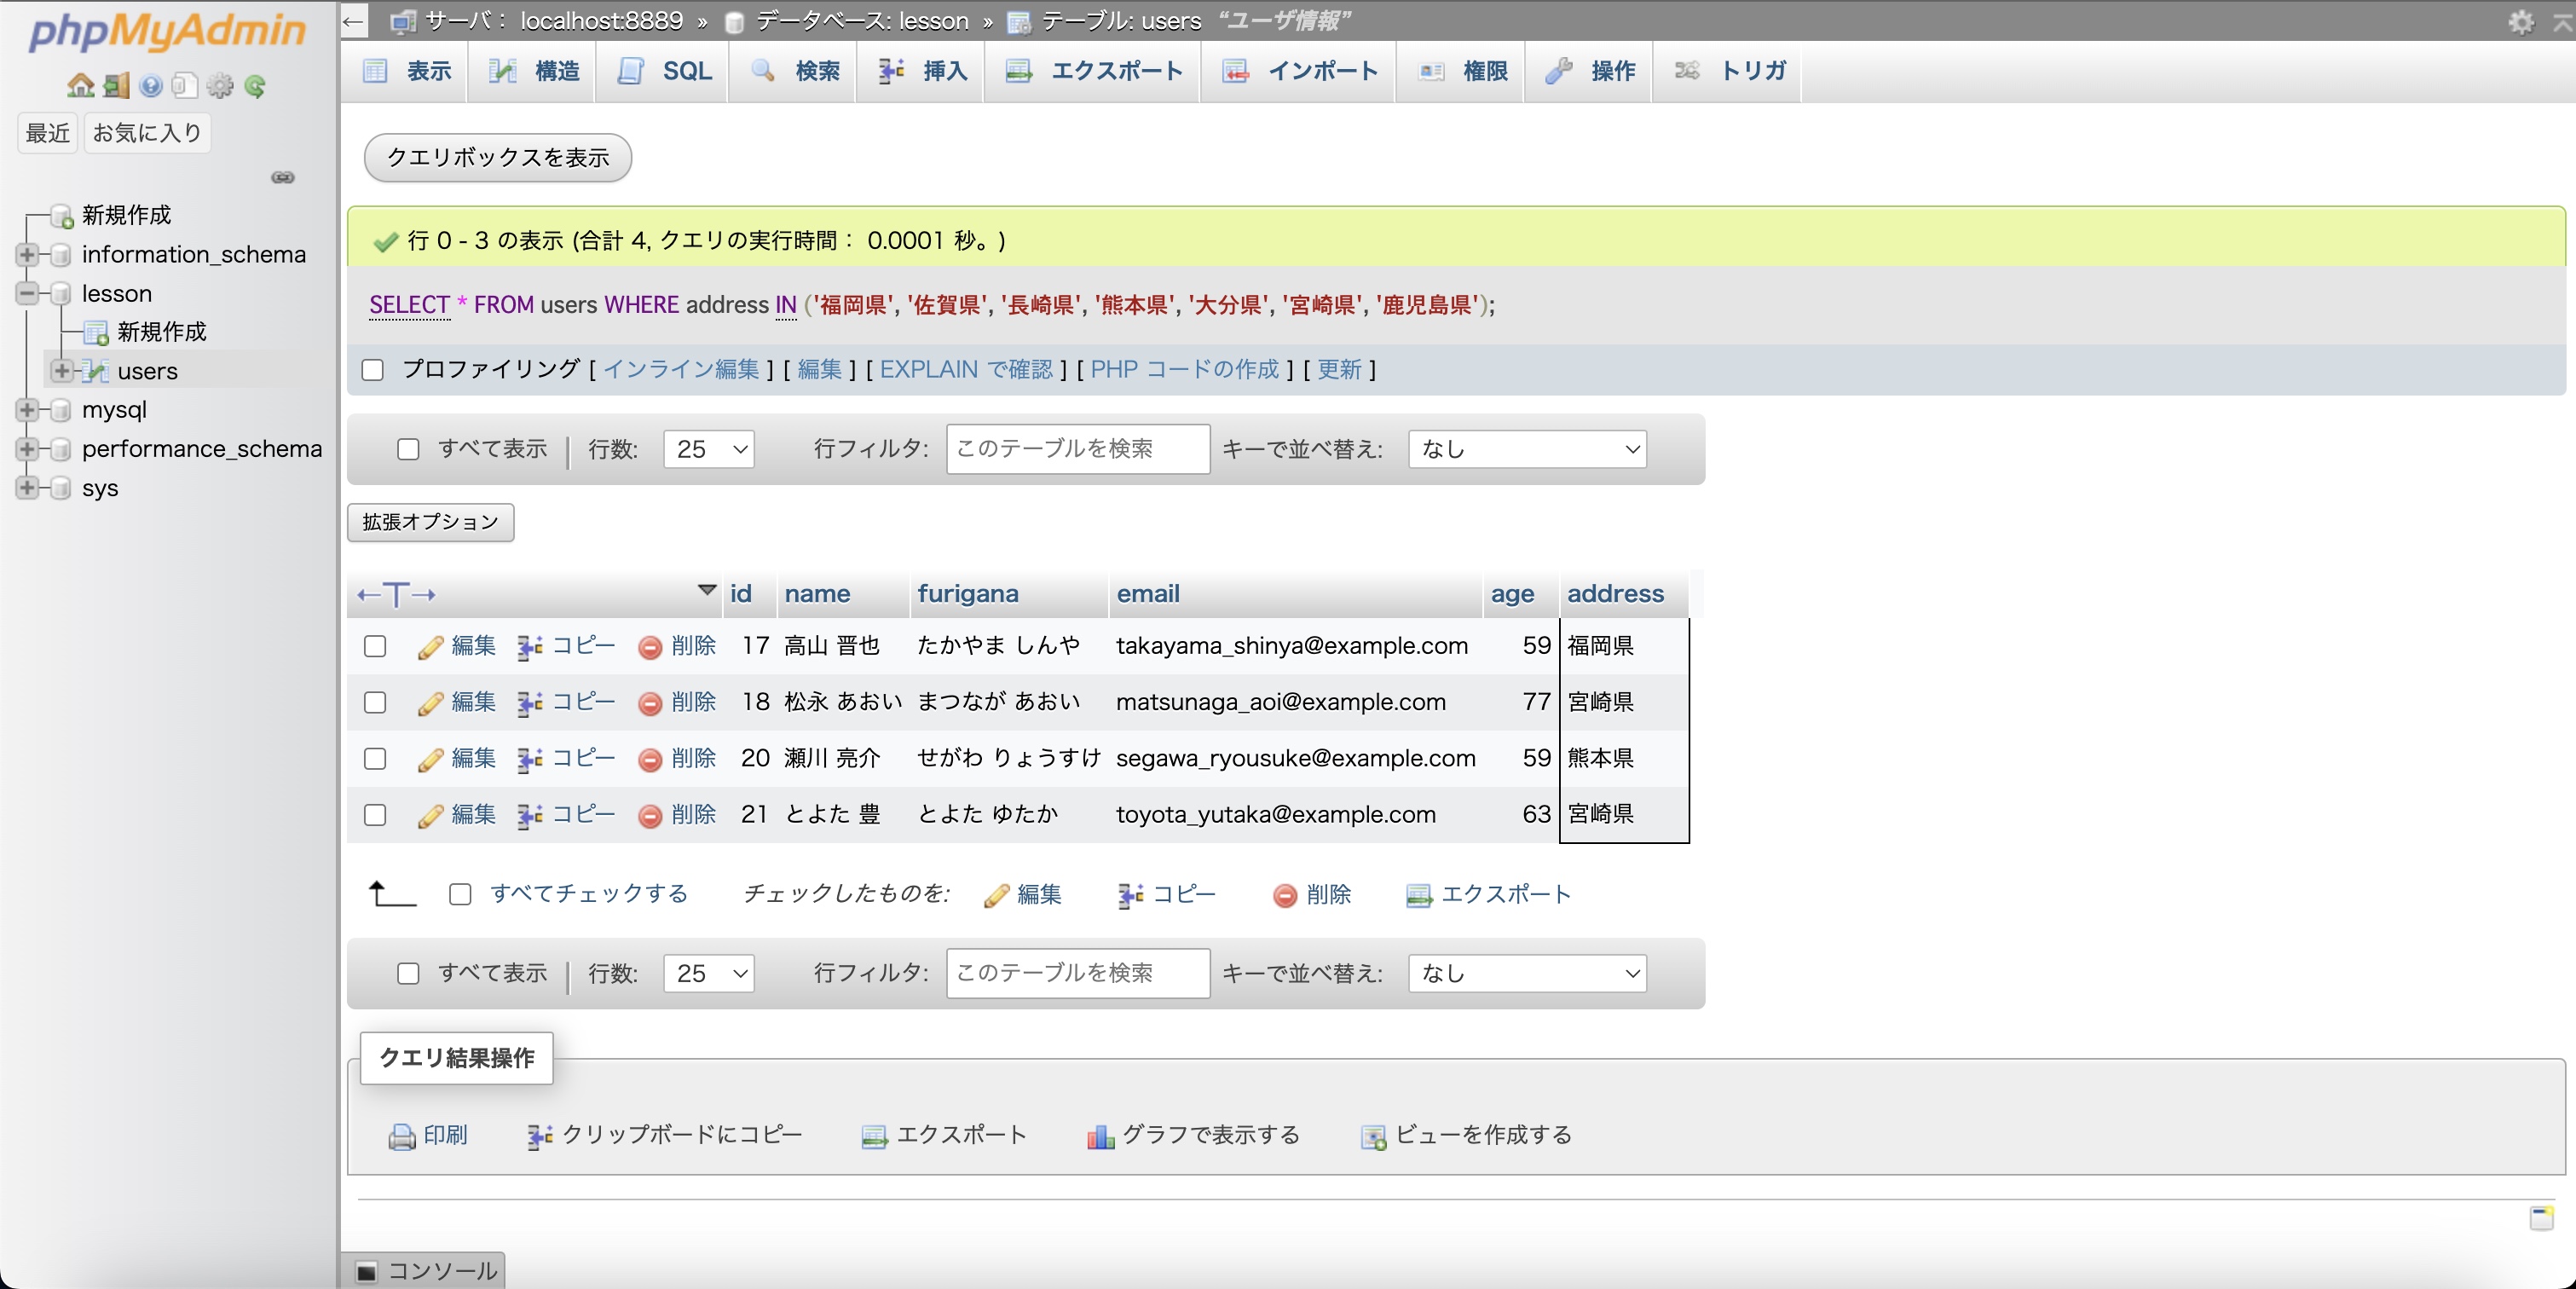 phpMyAdmin
最近 お気に入り
新規作成
information_schema
lesson
新規作成
users
mysql
performance_schema
sys
サーバ： localhost:8889 » データベース: lesson » テーブル: users “ユーザ情報”
表示 構造 SQL 検索 挿入 エクスポート インポート 権限 操作 トリガ
クエリボックスを表示
行 0 - 3 の表示 (合計 4, クエリの実行時間： 0.0001 秒。)
SELECT * FROM users WHERE address IN ('福岡県', '佐賀県', '長崎県', '熊本県', '大分県', '宮崎県', '鹿児島県');
プロファイリング [ インライン編集 ] [ 編集 ] [ EXPLAIN で確認 ] [ PHP コードの作成 ] [ 更新 ]
すべて表示 | 行数: 25 行フィルタ: このテーブルを検索 キーで並べ替え: なし
拡張オプション
←T→ id name furigana email age address
編集 コピー 削除 17 高山 晋也 たかやま しんや takayama_shinya@example.com 59 福岡県
編集 コピー 削除 18 松永 あおい まつなが あおい matsunaga_aoi@example.com 77 宮崎県
編集 コピー 削除 20 瀬川 亮介 せがわ りょうすけ segawa_ryousuke@example.com 59 熊本県
編集 コピー 削除 21 とよた 豊 とよた ゆたか toyota_yutaka@example.com 63 宮崎県
すべてチェックする チェックしたものを: 編集 コピー 削除 エクスポート
すべて表示 | 行数: 25 行フィルタ: このテーブルを検索 キーで並べ替え: なし
クエリ結果操作
印刷 クリップボードにコピー エクスポート グラフで表示する ビューを作成する
コンソール